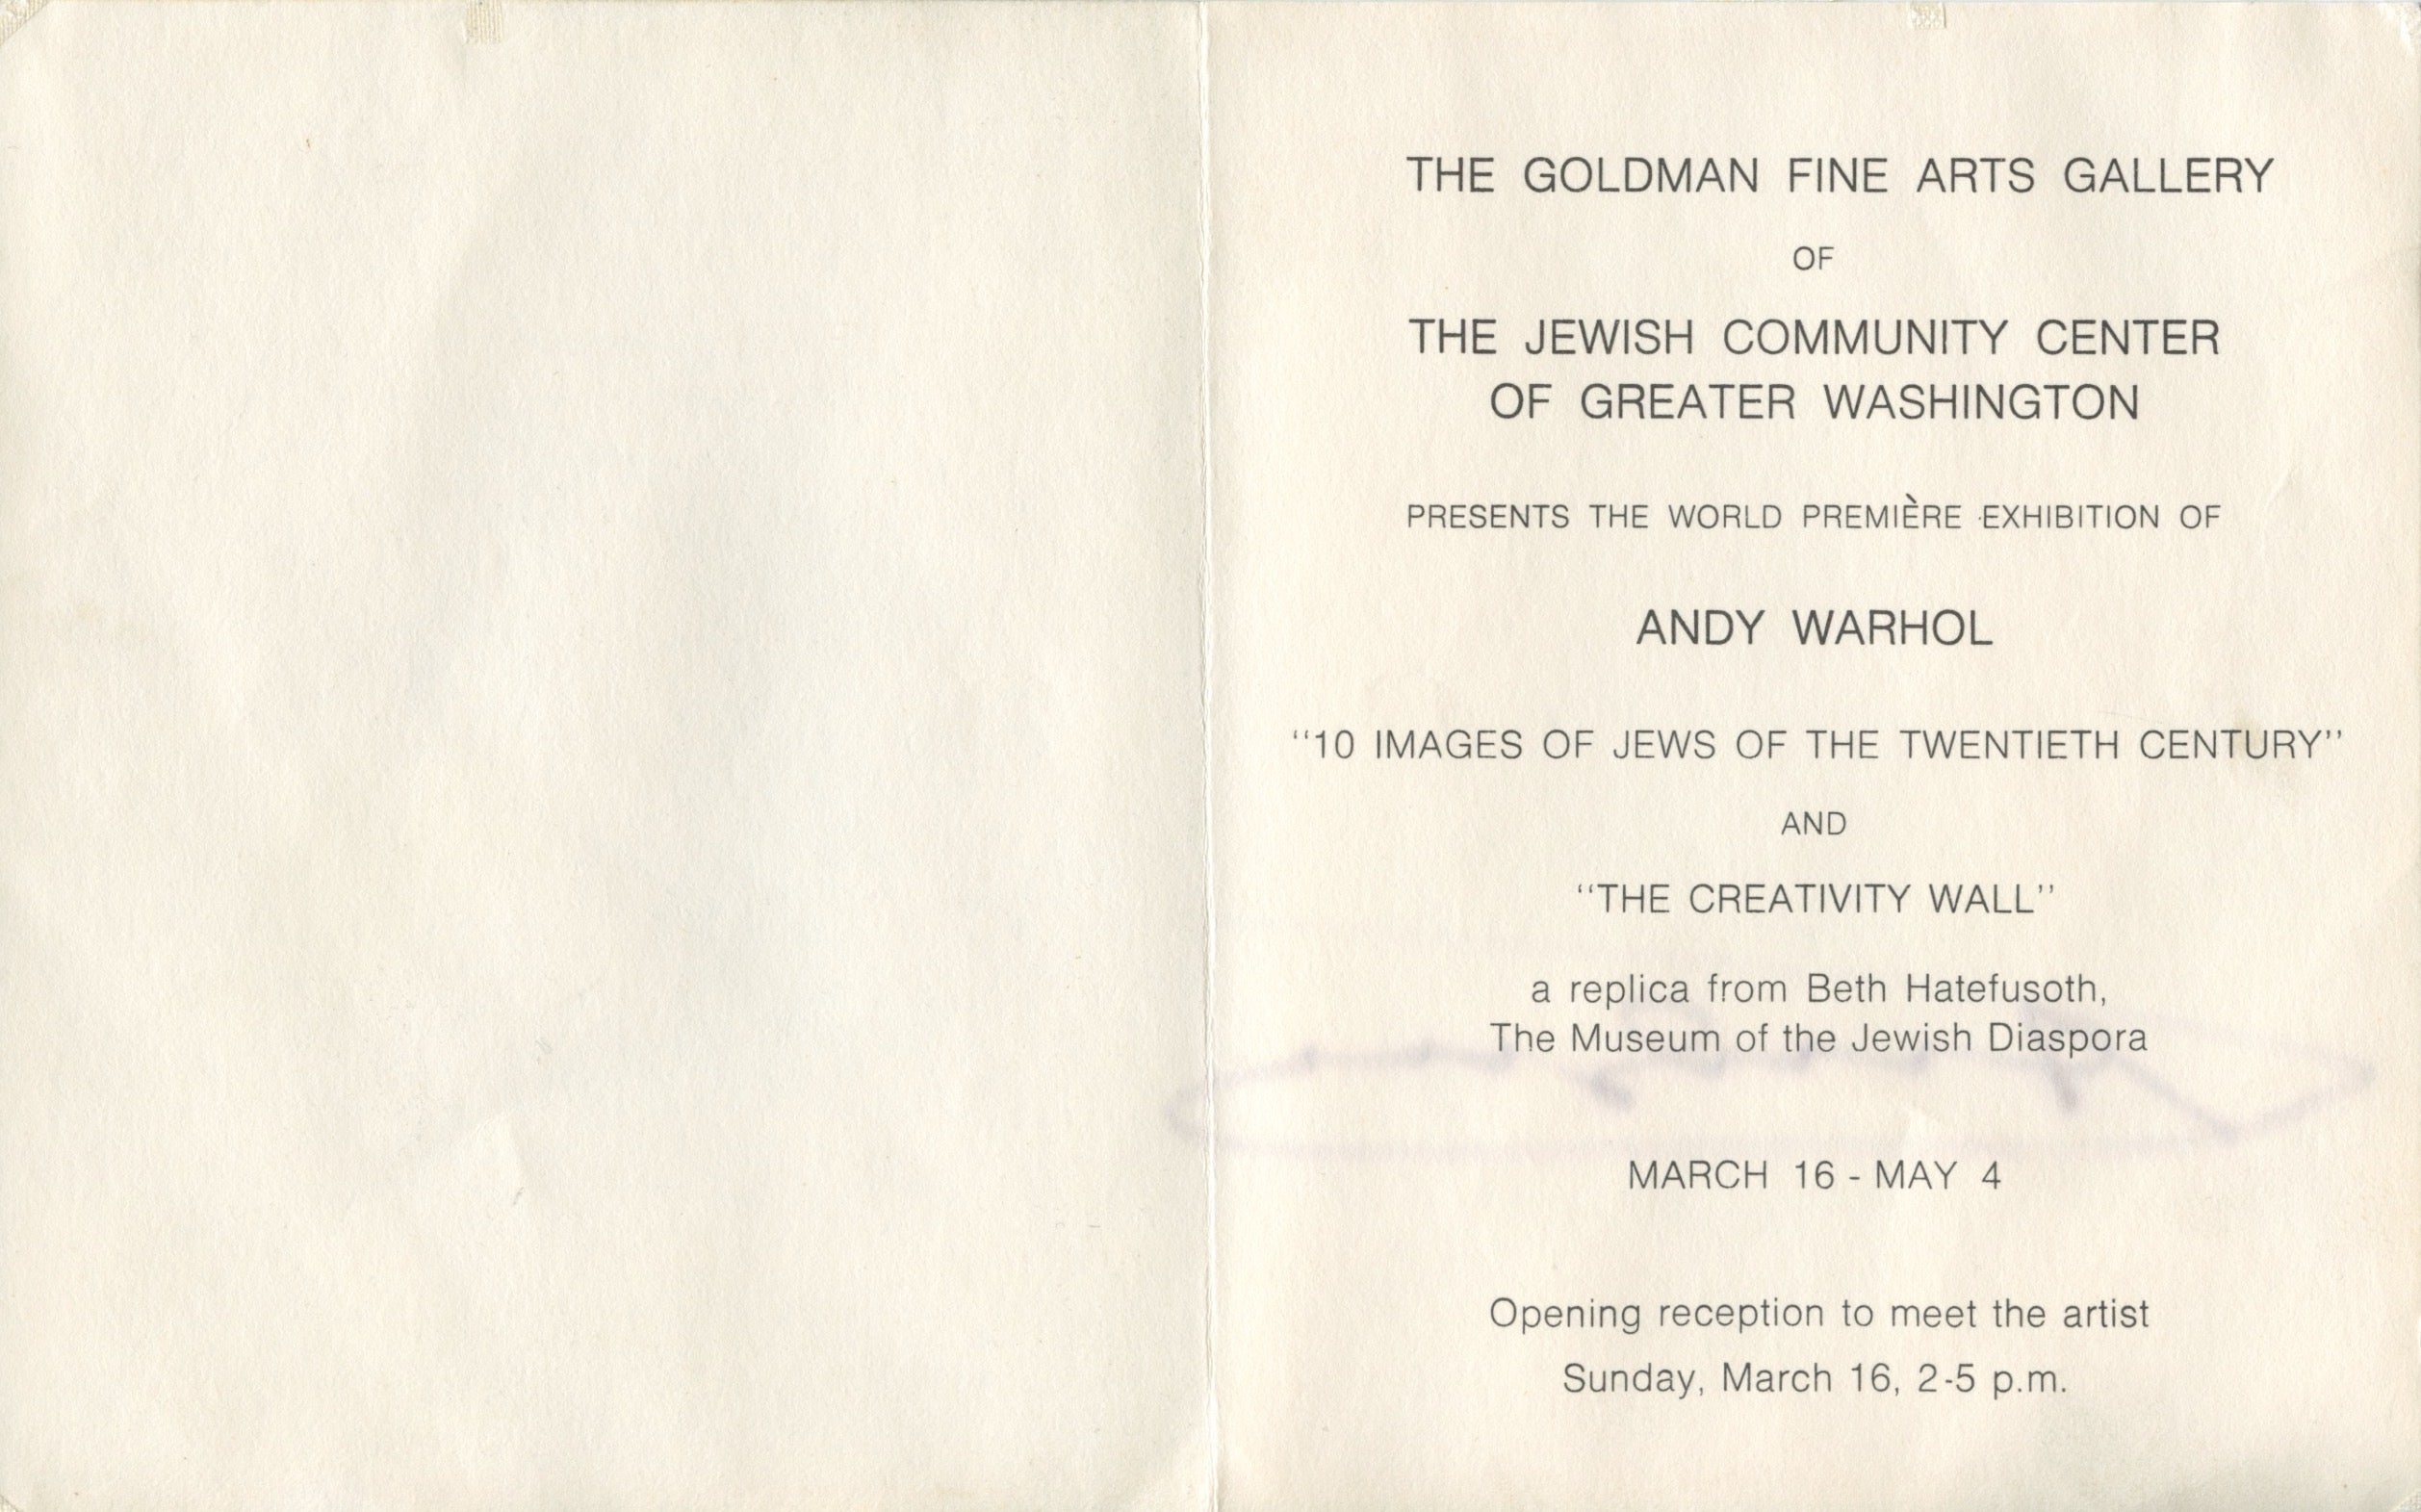 THE GOLDMAN FINE ARTS GALLERY
OF
THE JEWISH COMMUNITY CENTER
OF GREATER WASHINGTON
PRESENTS THE WORLD PREMIÈRE EXHIBITION OF
ANDY WARHOL
"10 IMAGES OF JEWS OF THE TWENTIETH CENTURY"
AND
"THE CREATIVITY WALL"
a replica from Beth Hatefusoth,
The Museum of the Jewish Diaspora
MARCH 16 - MAY 4
Opening reception to meet the artist
Sunday, March 16, 2-5 p.m.